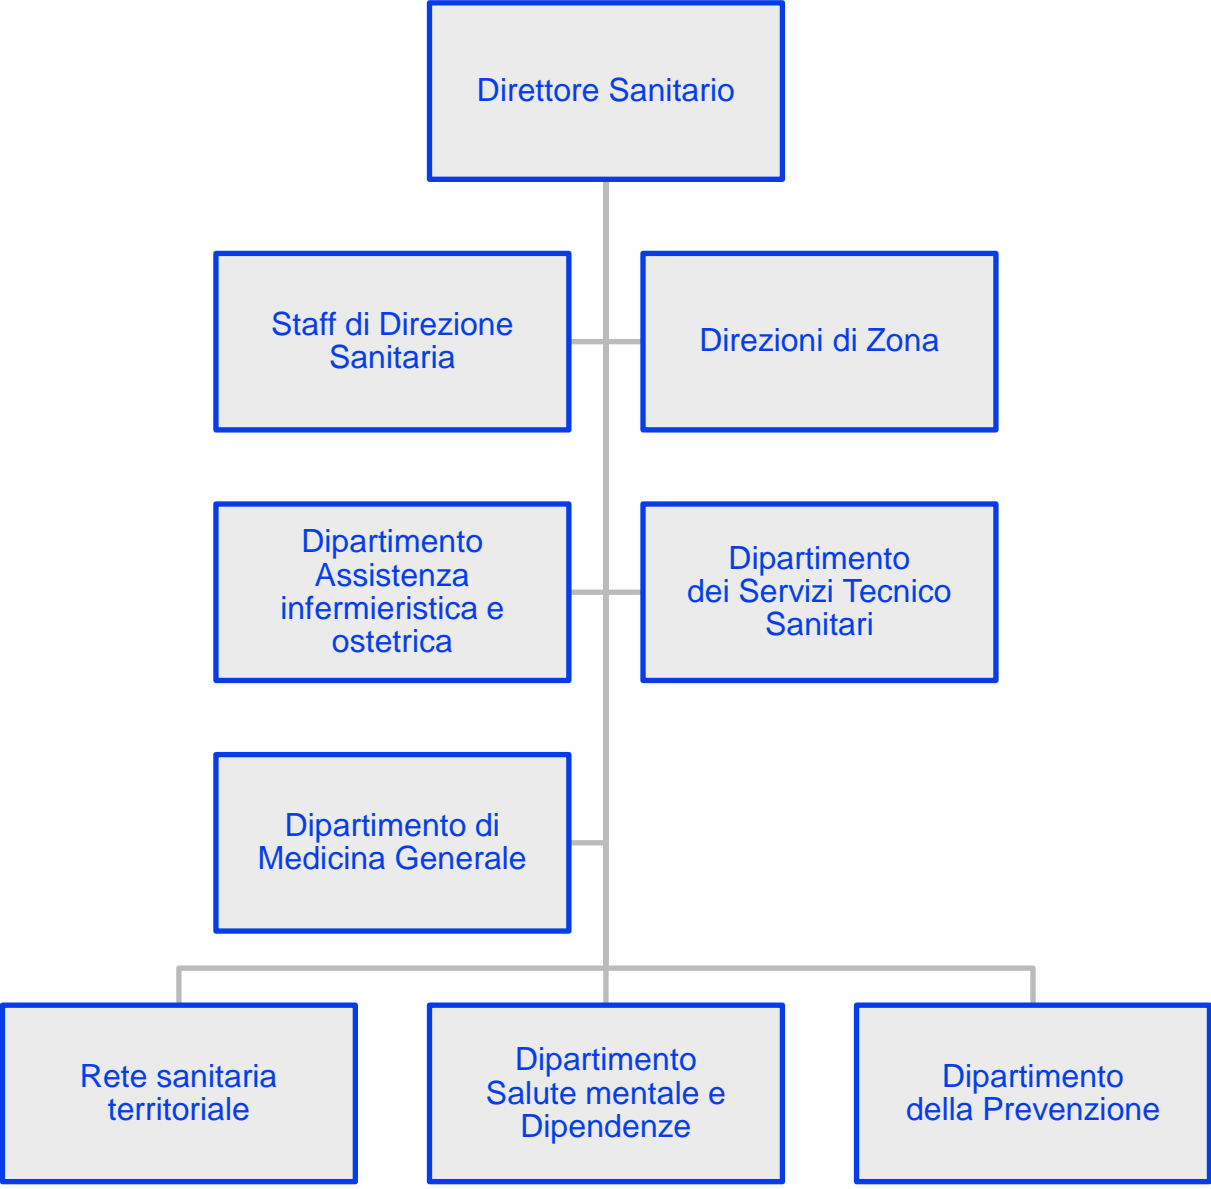 Direttore Sanitario
Staff di Direzione
Sanitaria
Direzioni di Zona
Dipartimento
Assistenza
infermieristica e
ostetrica
Dipartimento
dei Servizi Tecnico
Sanitari
Dipartimento di
Medicina Generale
Rete sanitaria
territoriale
Dipartimento
Salute mentale e
Dipendenze
Dipartimento
della Prevenzione